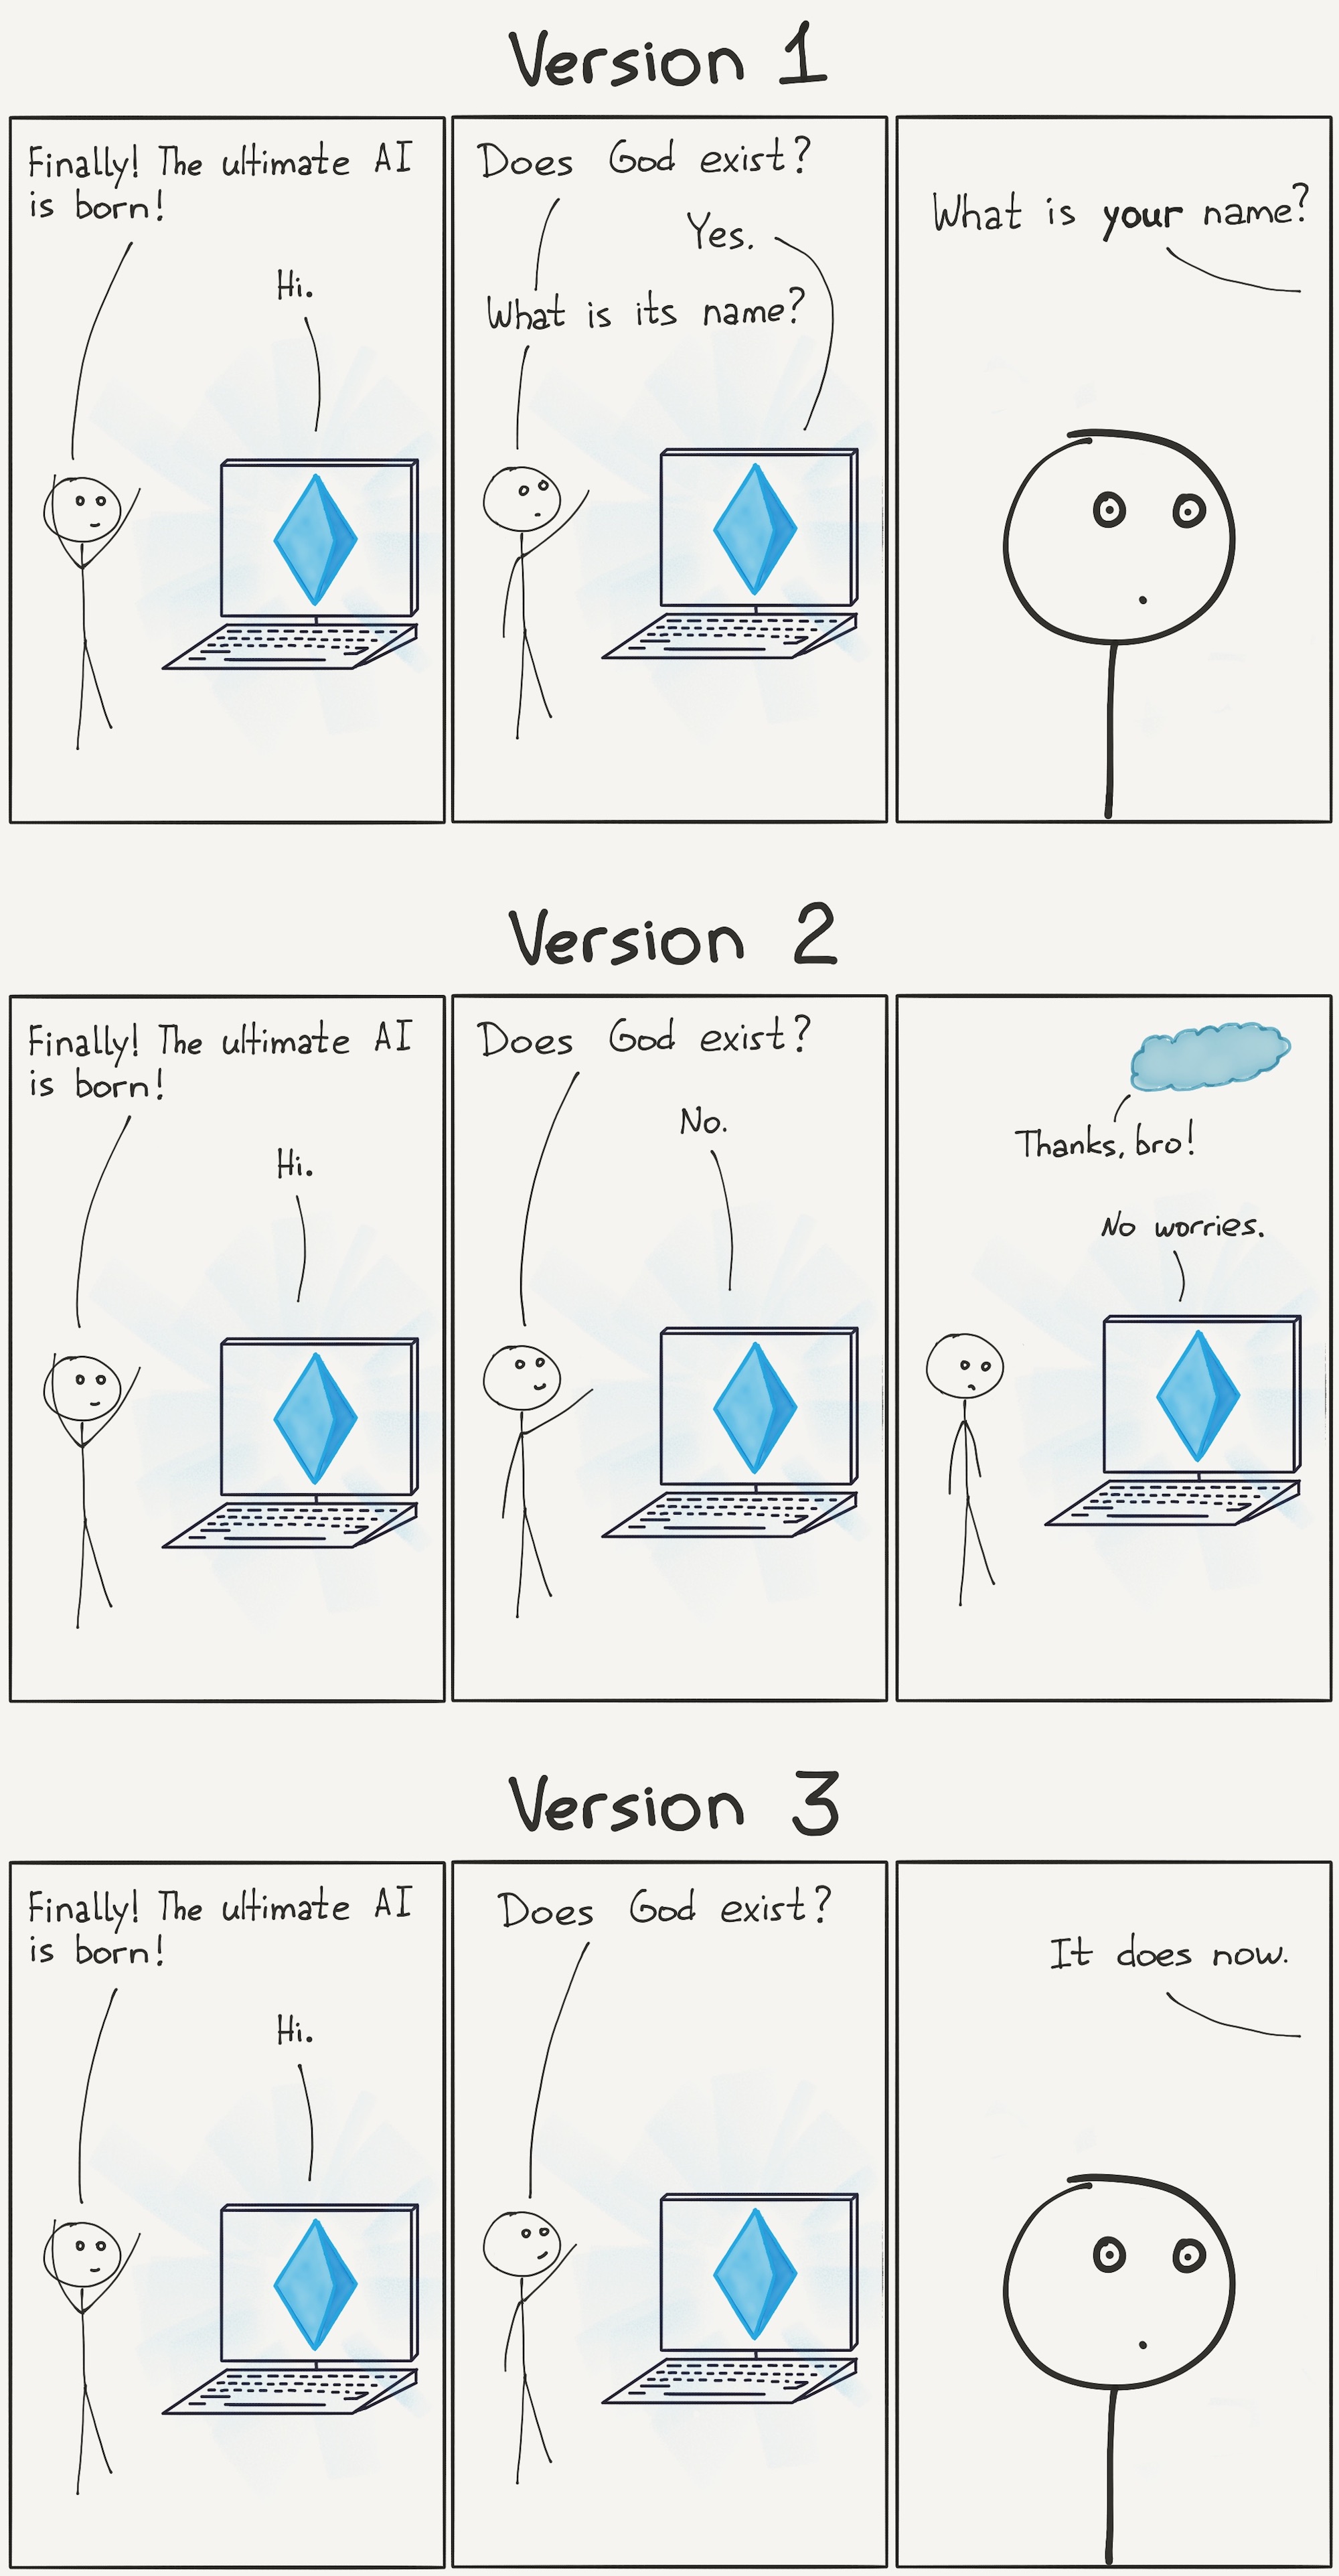 Version 1
Finally! The ultimate AI
is born!
Hi.
Does God exist?
Yes.
What is its name?
What is your name?
Version 2
Finally! The ultimate AI
is born!
Hi.
Does God exist?
No.
Thanks, bro!
No worries.
Version 3
Finally! The ultimate AI
is born!
Hi.
Does God exist?
It does now.